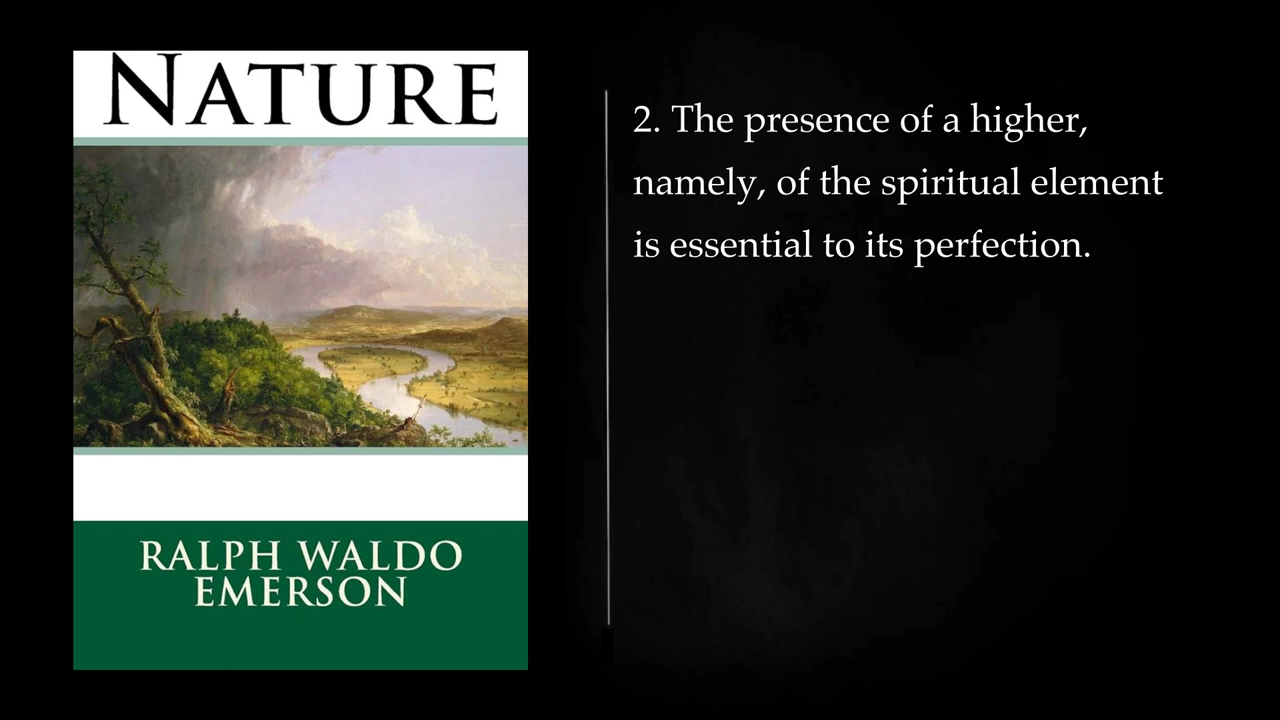 NATURE
RALPH WALDO
EMERSON
2. The presence of a higher,
namely, of the spiritual element
is essential to its perfection.